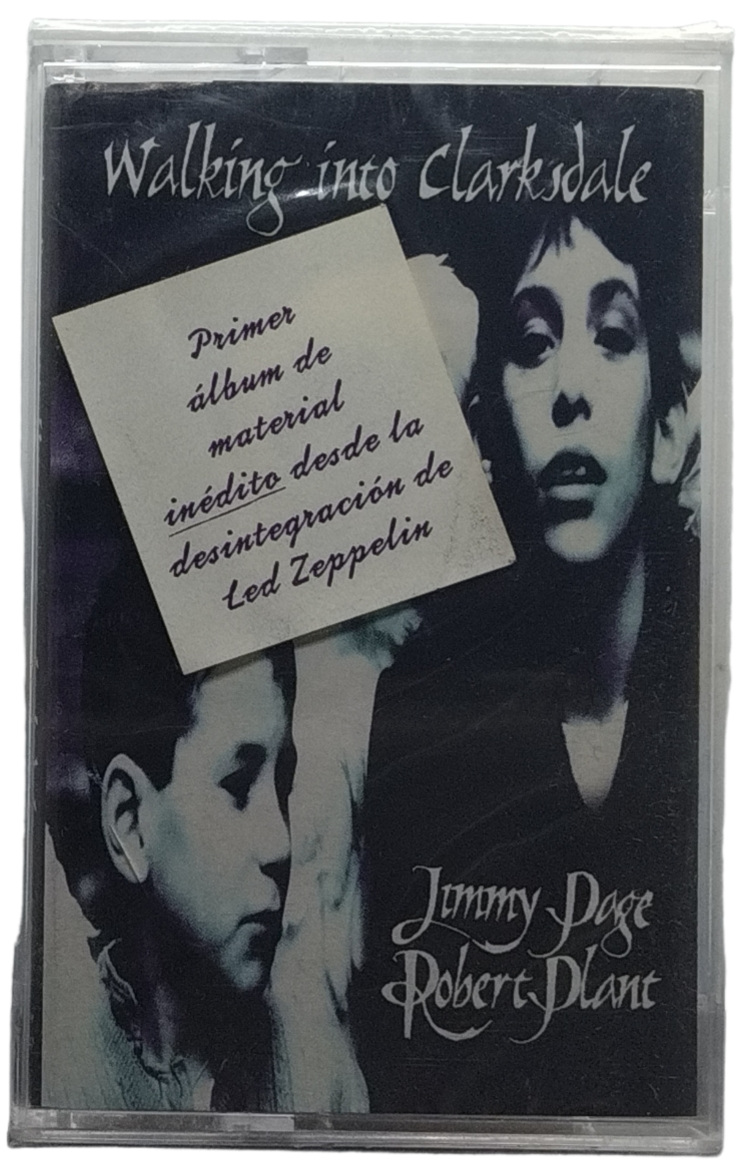 Walking into Clarksdale
Primer
álbum de
material
inédito desde la
desintegración de
Led Zeppelin
Jimmy Page
Robert Plant